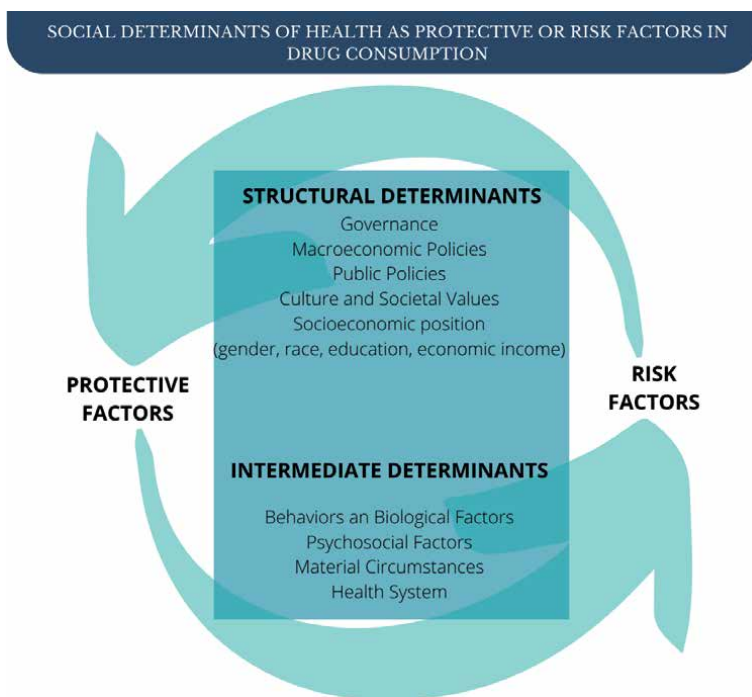 SOCIAL DETERMINANTS OF HEALTH AS PROTECTIVE OR RISK FACTORS IN
DRUG CONSUMPTION
STRUCTURAL DETERMINANTS
Governance
Macroeconomic Policies
Public Policies
Culture and Societal Values
Socioeconomic position
(gender, race, education, economic income)
PROTECTIVE
FACTORS
RISK
FACTORS
INTERMEDIATE DETERMINANTS
Behaviors an Biological Factors
Psychosocial Factors
Material Circumstances
Health System